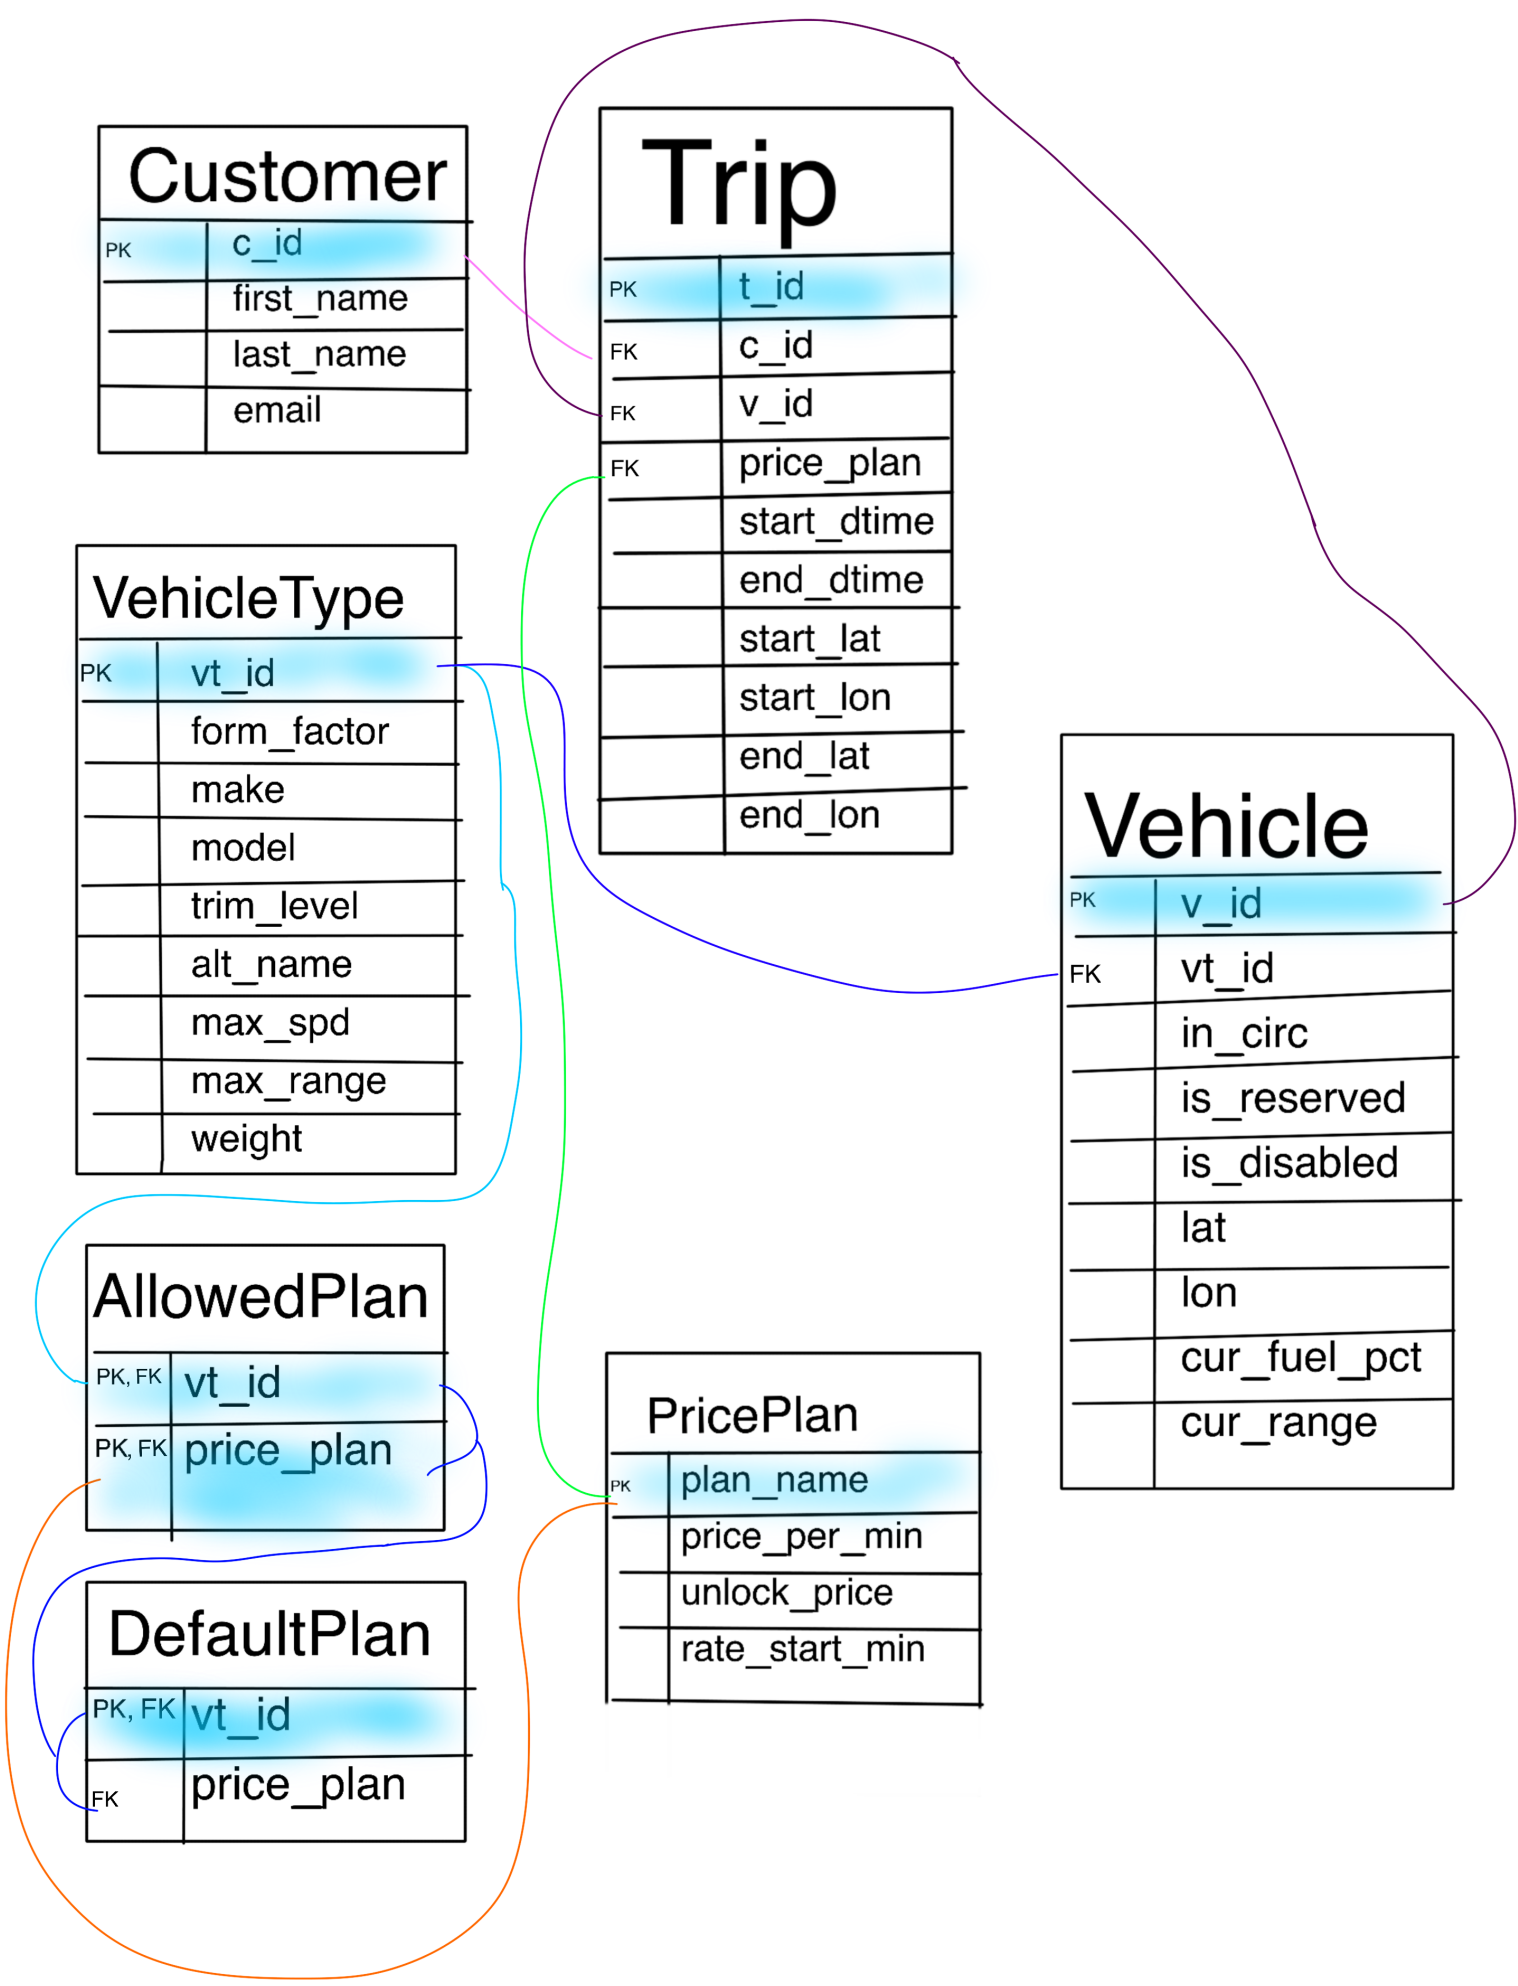 Customer
PK c_id
first_name
last_name
email
Trip
PK t_id
FK c_id
FK v_id
FK price_plan
start_dtime
end_dtime
start_lat
start_lon
end_lat
end_lon
VehicleType
PK vt_id
form_factor
make
model
trim_level
alt_name
max_spd
max_range
weight
Vehicle
PK v_id
FK vt_id
in_circ
is_reserved
is_disabled
lat
lon
cur_fuel_pct
cur_range
AllowedPlan
PK, FK vt_id
PK, FK price_plan
PricePlan
PK plan_name
price_per_min
unlock_price
rate_start_min
DefaultPlan
PK, FK vt_id
FK price_plan